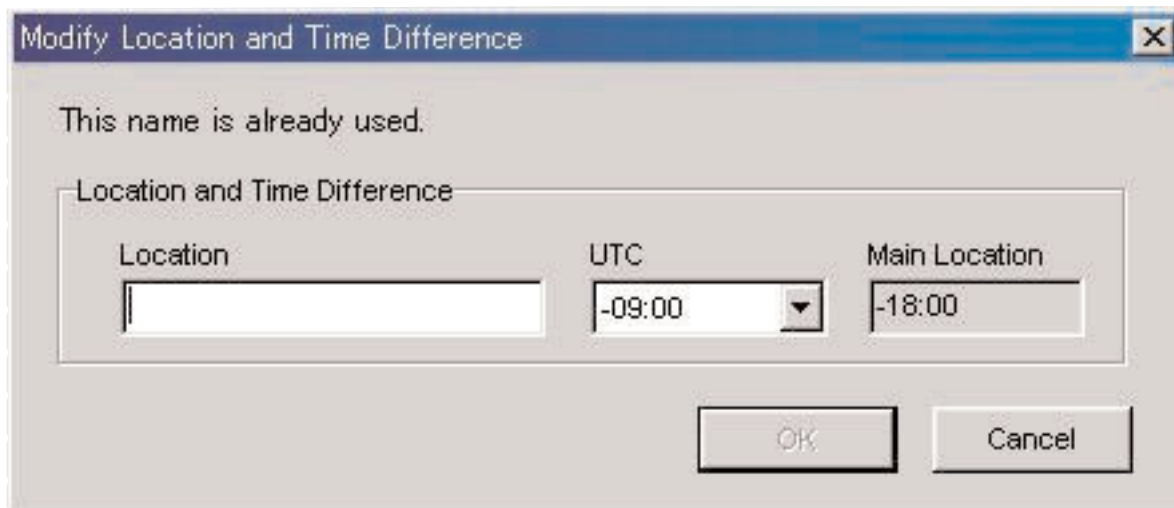 Modify Location and Time Difference
This name is already used.
Location and Time Difference
Location UTC Main Location
-09:00 -18:00
OK Cancel